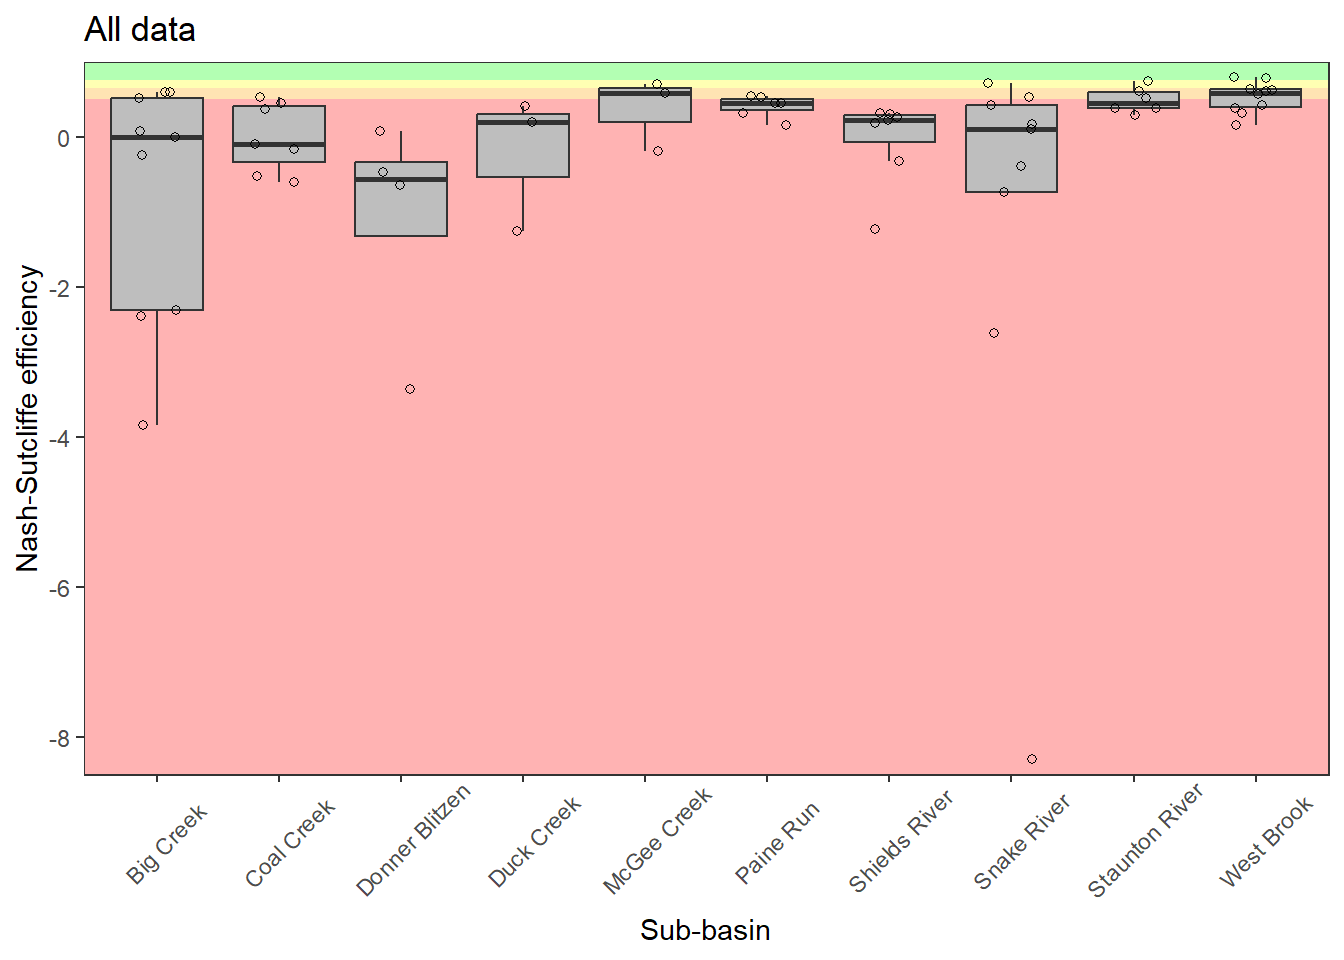 All data
Nash-Sutcliffe efficiency
0
-2
-4
-6
-8
Big Creek
Coal Creek
Donner Blitzen
Duck Creek
McGee Creek
Paine Run
Shields River
Snake River
Staunton River
West Brook
Sub-basin